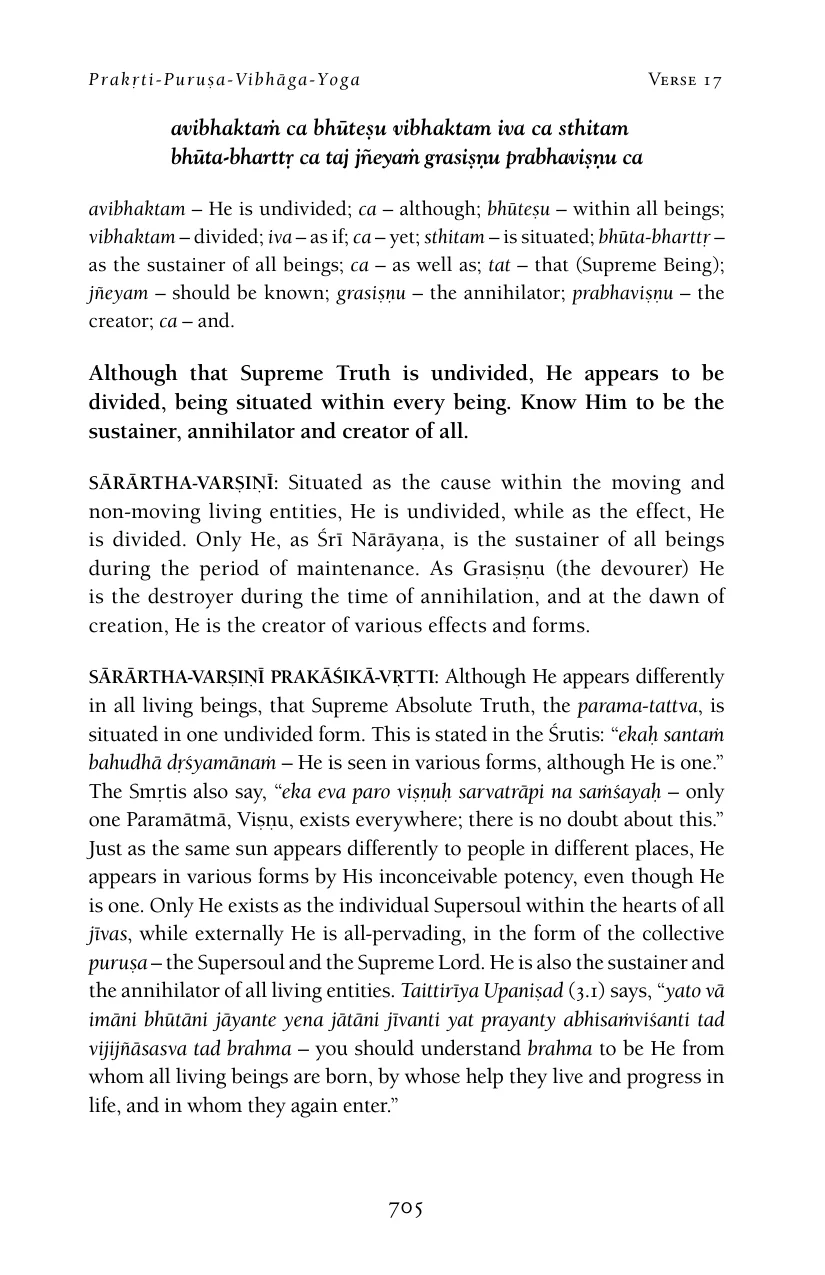 Prakṛti-Puruṣa-Vibhāga-Yoga Verse 17
avibhaktaṁ ca bhūteṣu vibhaktam iva ca sthitam
bhūta-bharttṛ ca taj jñeyaṁ grasiṣṇu prabhaviṣṇu ca
avibhaktam – He is undivided; ca – although; bhūteṣu – within all beings;
vibhaktam – divided; iva – as if; ca – yet; sthitam – is situated; bhūta-bharttṛ –
as the sustainer of all beings; ca – as well as; tat – that (Supreme Being);
jñeyam – should be known; grasiṣṇu – the annihilator; prabhaviṣṇu – the
creator; ca – and.
Although that Supreme Truth is undivided, He appears to be
divided, being situated within every being. Know Him to be the
sustainer, annihilator and creator of all.
SĀRĀRTHA-VARṢIṆĪ: Situated as the cause within the moving and
non-moving living entities, He is undivided, while as the effect, He
is divided. Only He, as Śrī Nārāyaṇa, is the sustainer of all beings
during the period of maintenance. As Grasiṣṇu (the devourer) He
is the destroyer during the time of annihilation, and at the dawn of
creation, He is the creator of various effects and forms.
SĀRĀRTHA-VARṢIṆĪ PRAKĀŚIKĀ-VṚTTI: Although He appears differently
in all living beings, that Supreme Absolute Truth, the parama-tattva, is
situated in one undivided form. This is stated in the Śrutis: “ekaḥ santaṁ
bahudhā dṛśyamānaṁ – He is seen in various forms, although He is one.”
The Smṛtis also say, “eka eva paro viṣṇuḥ sarvatrāpi na saṁśayaḥ – only
one Paramātmā, Viṣṇu, exists everywhere; there is no doubt about this.”
Just as the same sun appears differently to people in different places, He
appears in various forms by His inconceivable potency, even though He
is one. Only He exists as the individual Supersoul within the hearts of all
jīvas, while externally He is all-pervading, in the form of the collective
puruṣa – the Supersoul and the Supreme Lord. He is also the sustainer and
the annihilator of all living entities. Taittirīya Upaniṣad (3.1) says, “yato vā
imāni bhūtāni jāyante yena jātāni jīvanti yat prayanty abhisaṁviśanti tad
vijijñāsasva tad brahma – you should understand brahma to be He from
whom all living beings are born, by whose help they live and progress in
life, and in whom they again enter.”
705